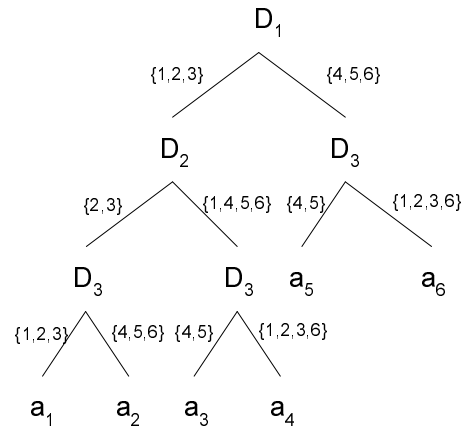 D₁
{1,2,3} {4,5,6}
D₂ D₃
{2,3} {1,4,5,6} {4,5} {1,2,3,6}
D₃ D₃ a₅ a₆
{1,2,3} {4,5,6} {4,5} {1,2,3,6}
a₁ a₂ a₃ a₄